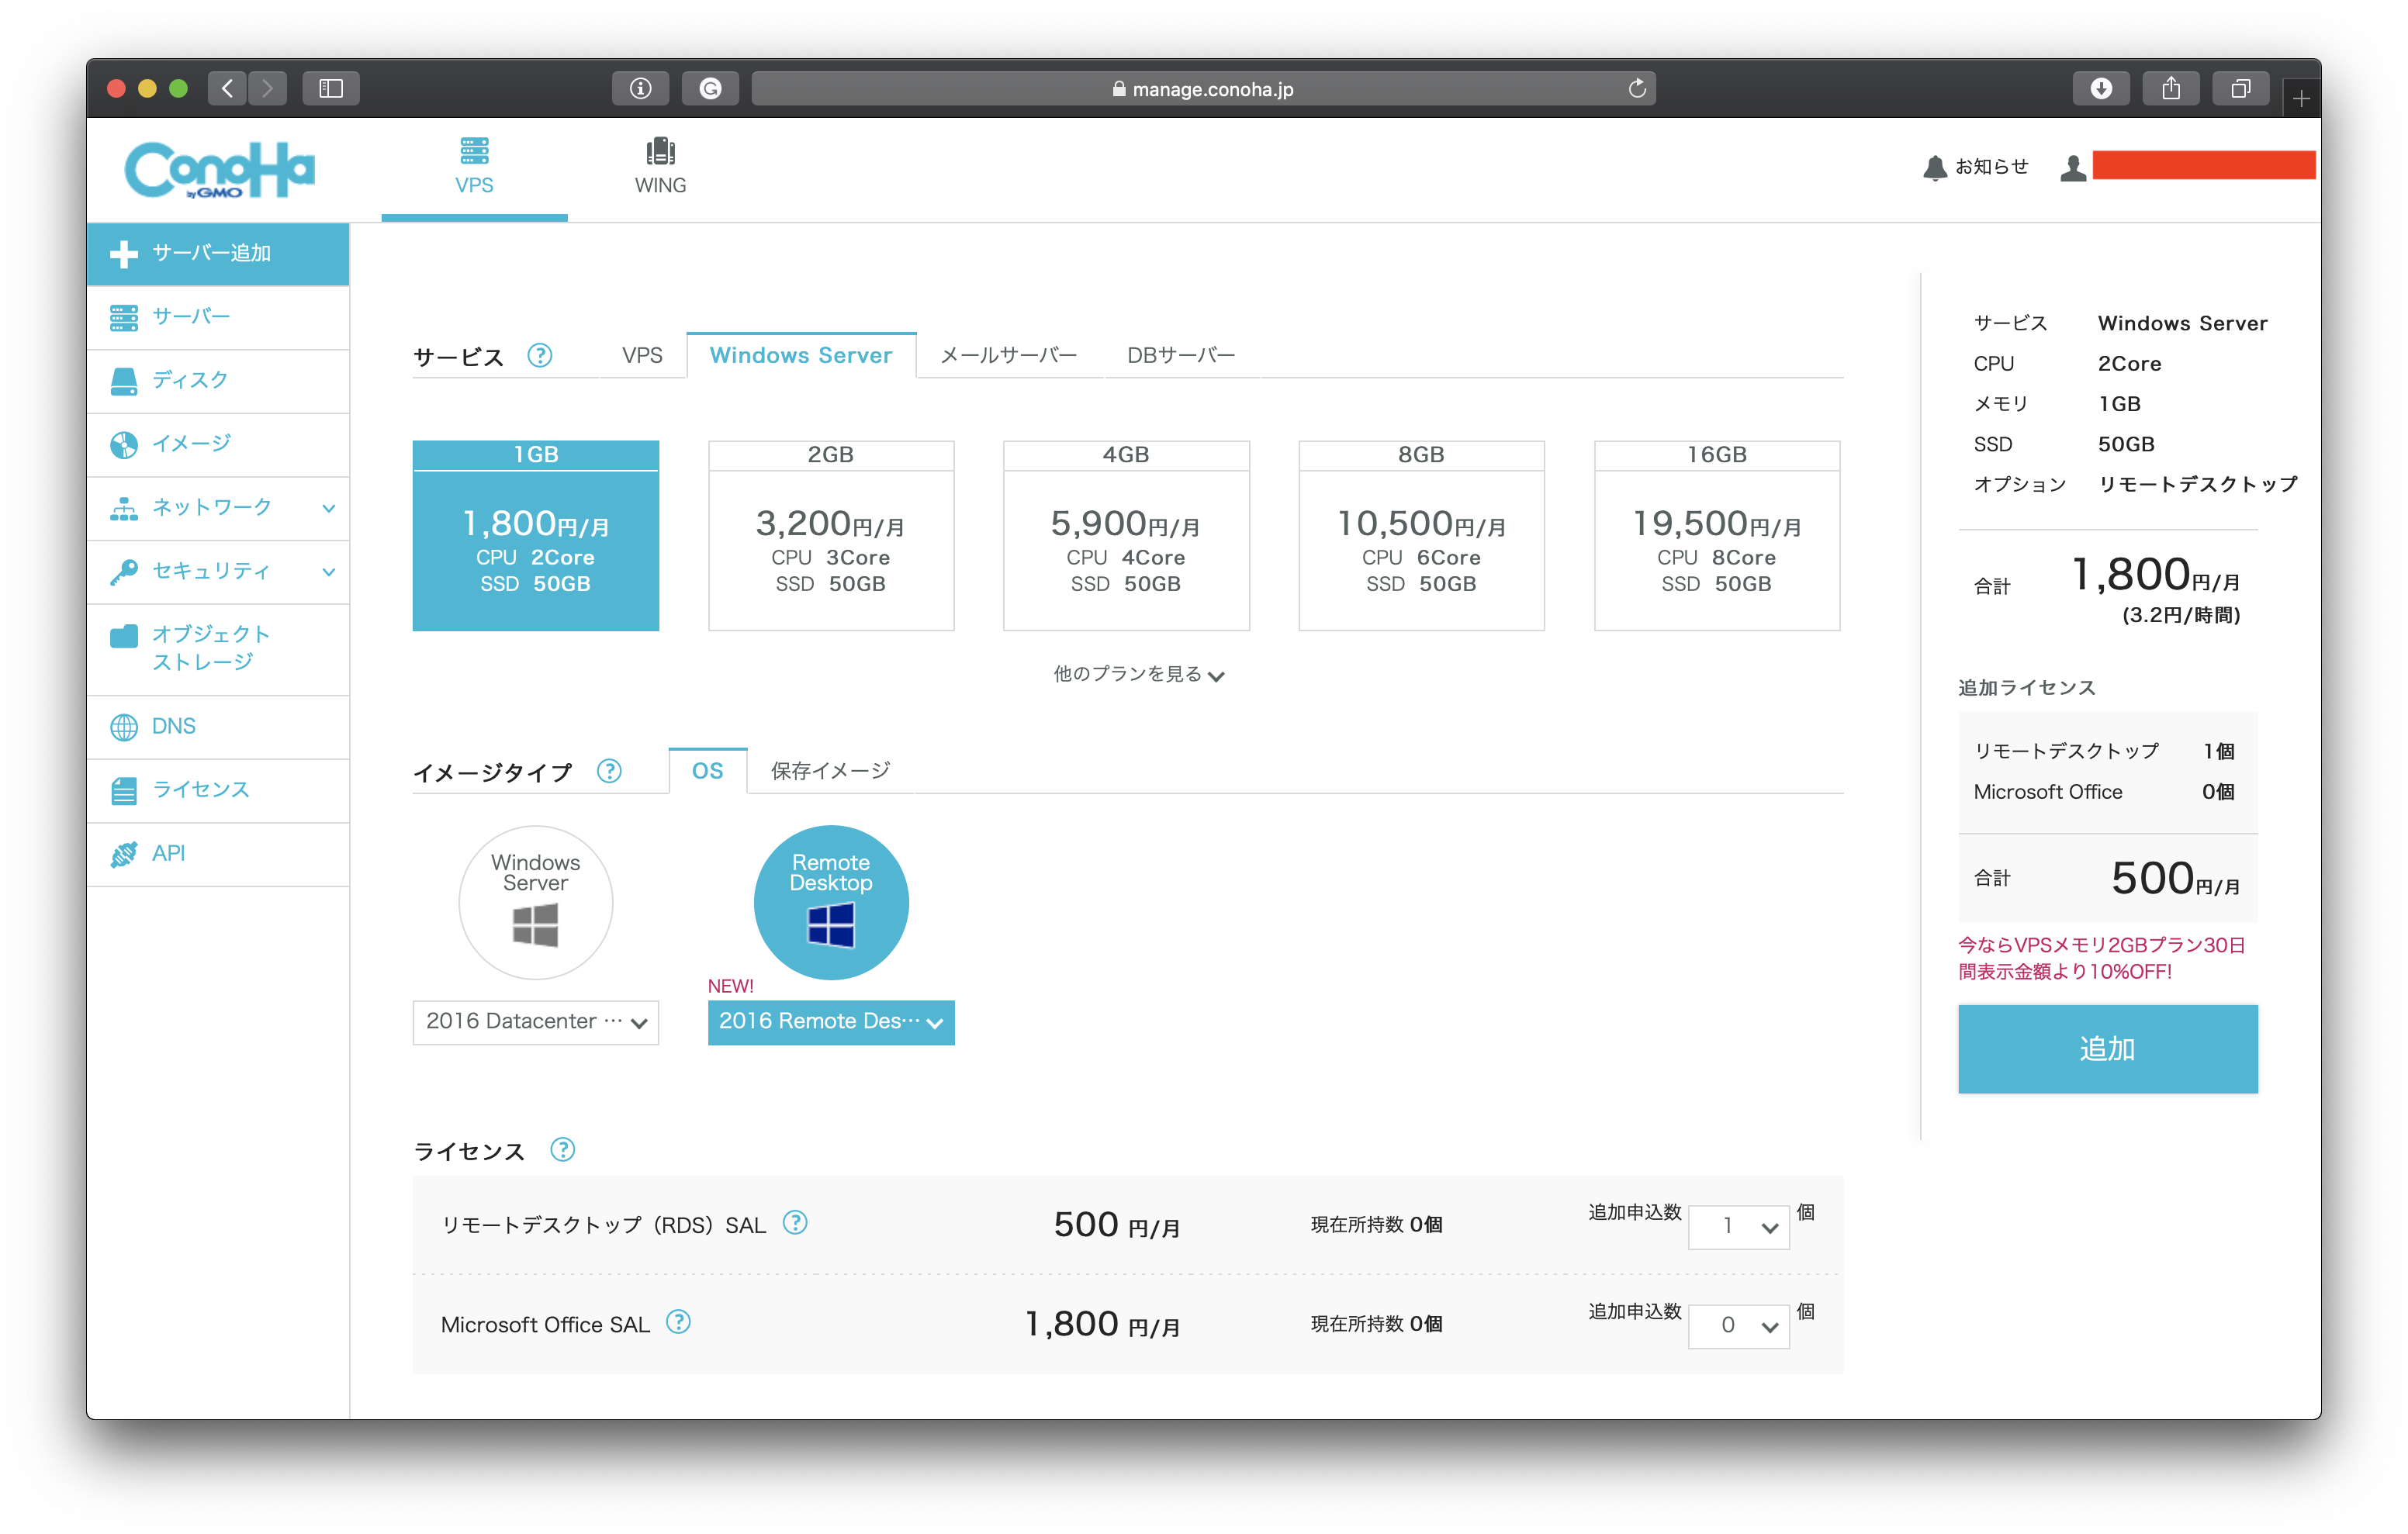 manage.conoha.jp
ConoHa
by GMO
VPS
WING
お知らせ
サーバー追加
サーバー
ディスク
イメージ
ネットワーク
セキュリティ
オブジェクト
ストレージ
DNS
ライセンス
API
サービス ?
VPS
Windows Server
メールサーバー
DBサーバー
1GB
1,800円/月
CPU 2Core
SSD 50GB
2GB
3,200円/月
CPU 3Core
SSD 50GB
4GB
5,900円/月
CPU 4Core
SSD 50GB
8GB
10,500円/月
CPU 6Core
SSD 50GB
16GB
19,500円/月
CPU 8Core
SSD 50GB
他のプランを見る
イメージタイプ ?
OS
保存イメージ
Windows
Server
2016 Datacenter …
Remote
Desktop
NEW!
2016 Remote Des…
ライセンス ?
リモートデスクトップ（RDS）SAL ? 500 円/月 現在所持数 0個 追加申込数 1 個
Microsoft Office SAL ? 1,800 円/月 現在所持数 0個 追加申込数 0 個
サービス Windows Server
CPU 2Core
メモリ 1GB
SSD 50GB
オプション リモートデスクトップ
合計 1,800円/月
(3.2円/時間)
追加ライセンス
リモートデスクトップ 1個
Microsoft Office 0個
合計 500円/月
今ならVPSメモリ2GBプラン30日
間表示金額より10%OFF!
追加